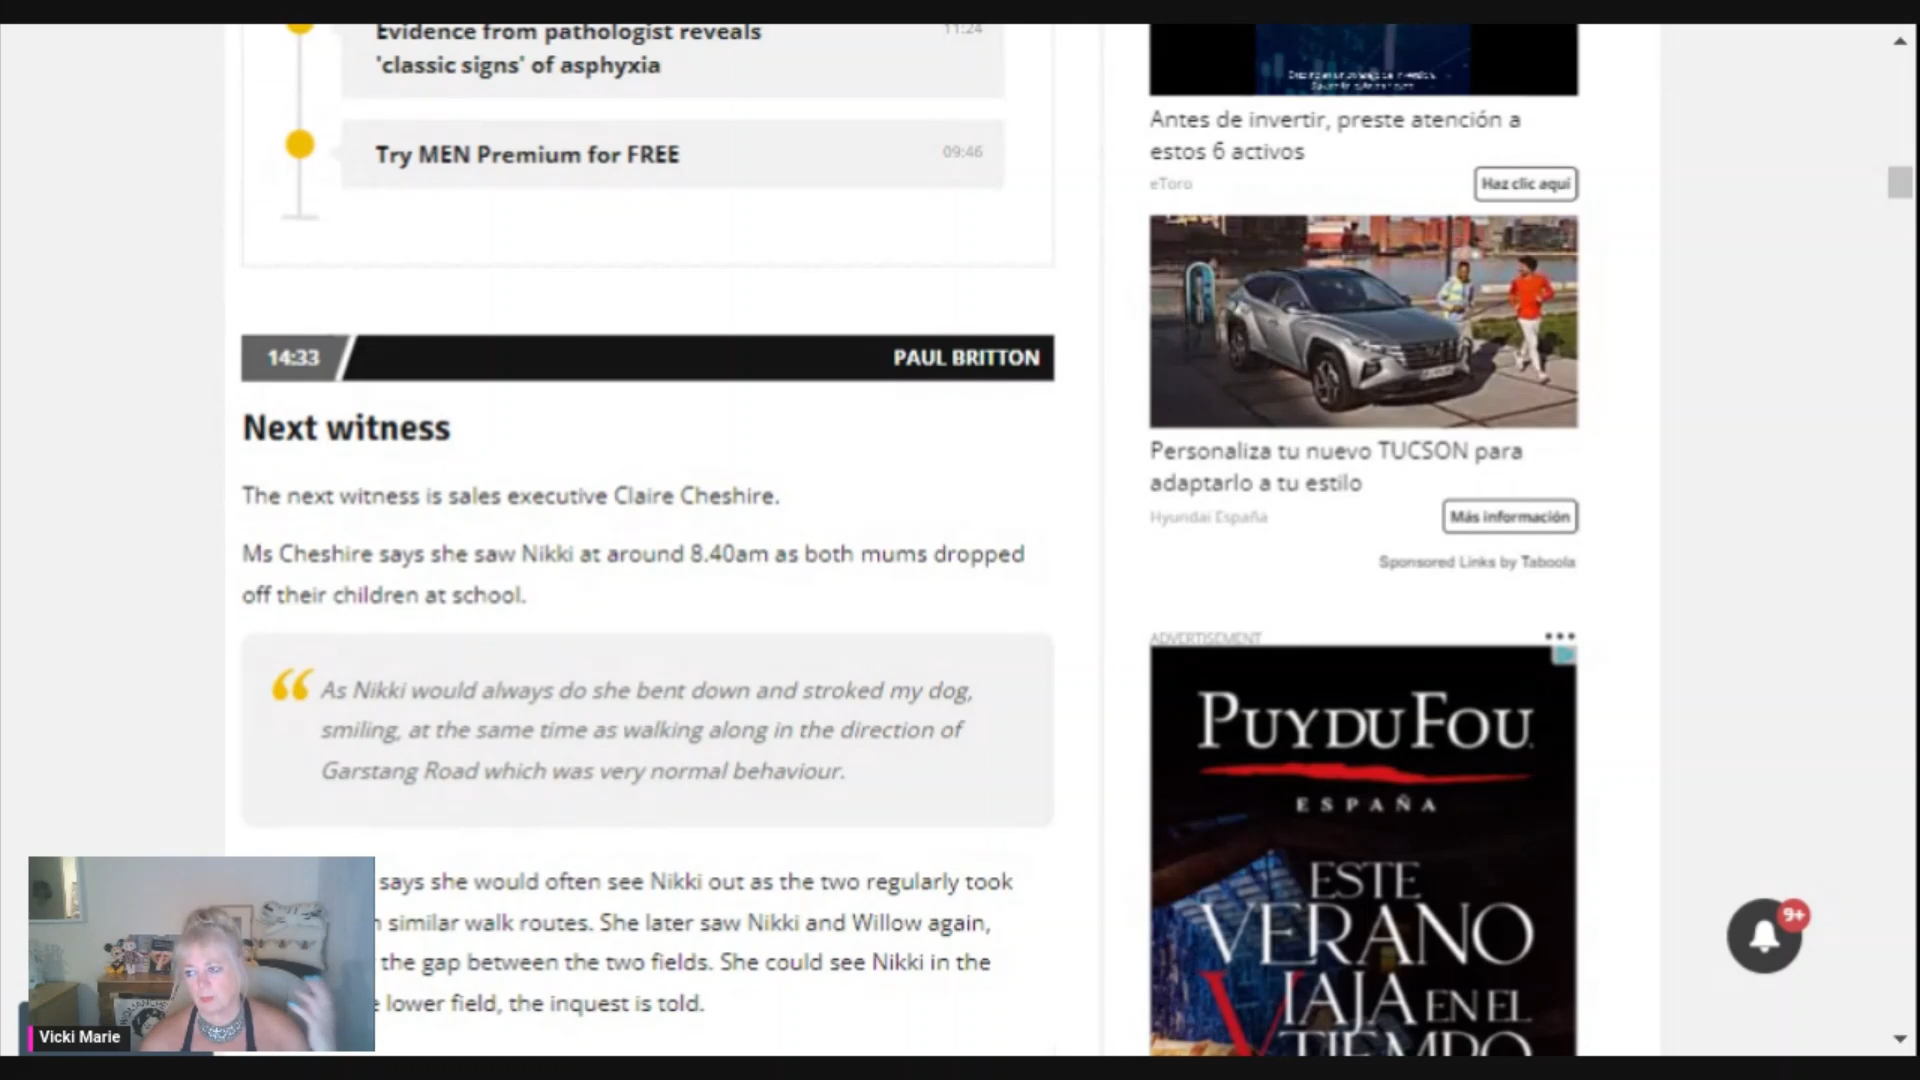 Evidence from pathologist reveals
11:24
'classic signs' of asphyxia
Try MEN Premium for FREE
09:46
14:33
PAUL BRITTON
Next witness
The next witness is sales executive Claire Cheshire.
Ms Cheshire says she saw Nikki at around 8.40am as both mums dropped
off their children at school.
“ As Nikki would always do she bent down and stroked my dog,
smiling, at the same time as walking along in the direction of
Garstang Road which was very normal behaviour.
says she would often see Nikki out as the two regularly took
similar walk routes. She later saw Nikki and Willow again,
the gap between the two fields. She could see Nikki in the
lower field, the inquest is told.
Vicki Marie
Antes de invertir, preste atención a
estos 6 activos
eToro
Haz clic aquí
Personaliza tu nuevo TUCSON para
adaptarlo a tu estilo
Hyundai España
Más información
Sponsored Links by Taboola
ADVERTISEMENT
PUY DU FOU
ESPAÑA
ESTE
VERANO
VIAJA EN EL
TIEMPO
9+